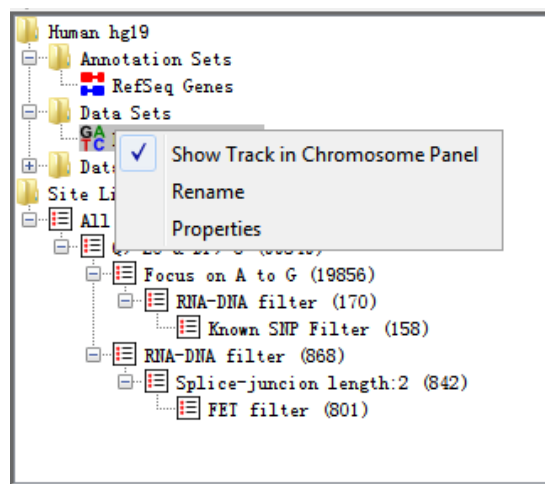 Human hg19
Annotation Sets
RefSeq Genes
Data Sets
GA
TC
Show Track in Chromosome Panel
Dat
Rename
Site Li
Properties
All
Focus on A to G (19856)
RNA-DNA filter (170)
Known SNP Filter (158)
RNA-DNA filter (868)
Splice-juncion length:2 (842)
FET filter (801)